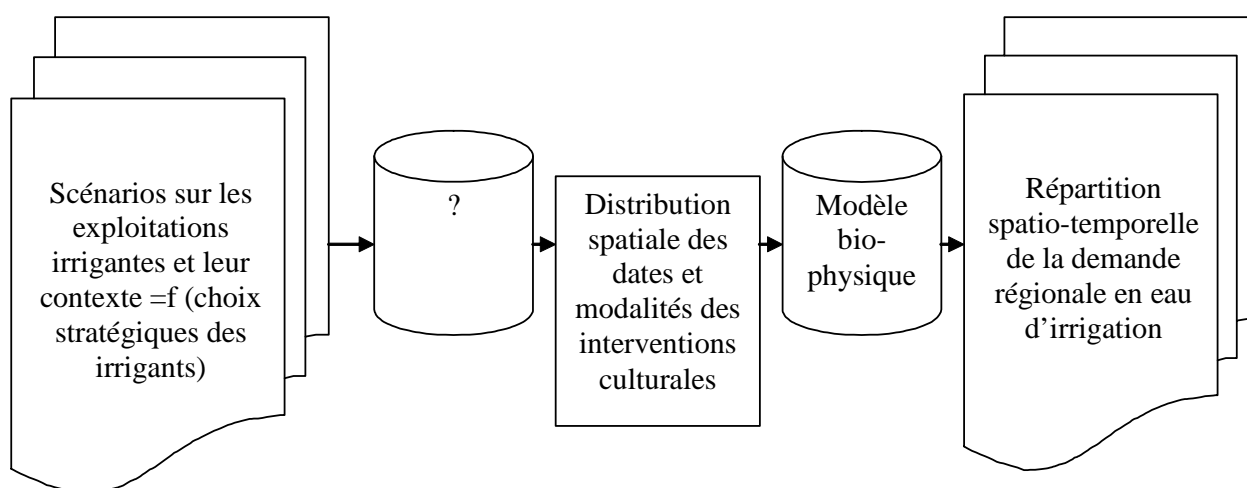 Scénarios sur les
exploitations
irrigantes et leur
contexte =f (choix
stratégiques des
irrigants)
?
Distribution
spatiale des
dates et
modalités des
interventions
culturales
Modèle
bio-
physique
Répartition
spatio-temporelle
de la demande
régionale en eau
d’irrigation